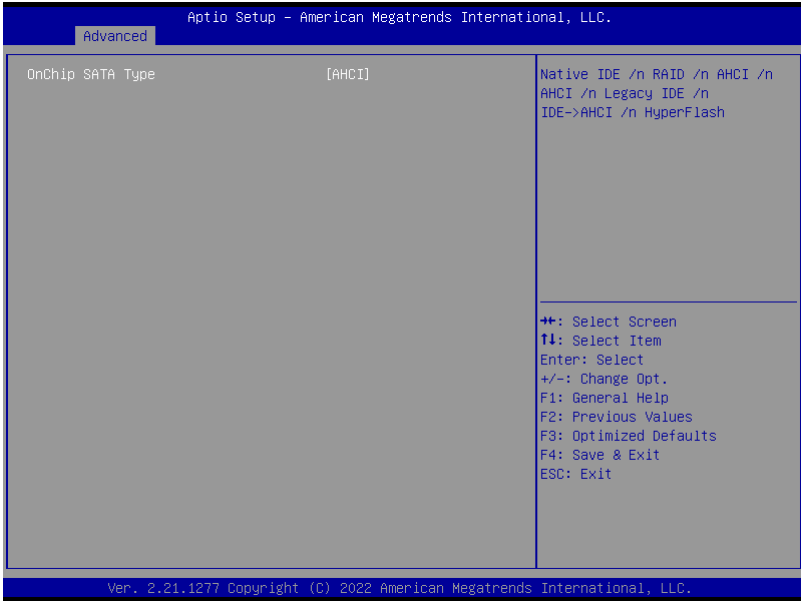 Aptio Setup – American Megatrends International, LLC.
Advanced
OnChip SATA Type [AHCI]
Native IDE /n RAID /n AHCI /n
AHCI /n Legacy IDE /n
IDE->AHCI /n HyperFlash
→←: Select Screen
↑↓: Select Item
Enter: Select
+/-: Change Opt.
F1: General Help
F2: Previous Values
F3: Optimized Defaults
F4: Save & Exit
ESC: Exit
Ver. 2.21.1277 Copyright (C) 2022 American Megatrends International, LLC.